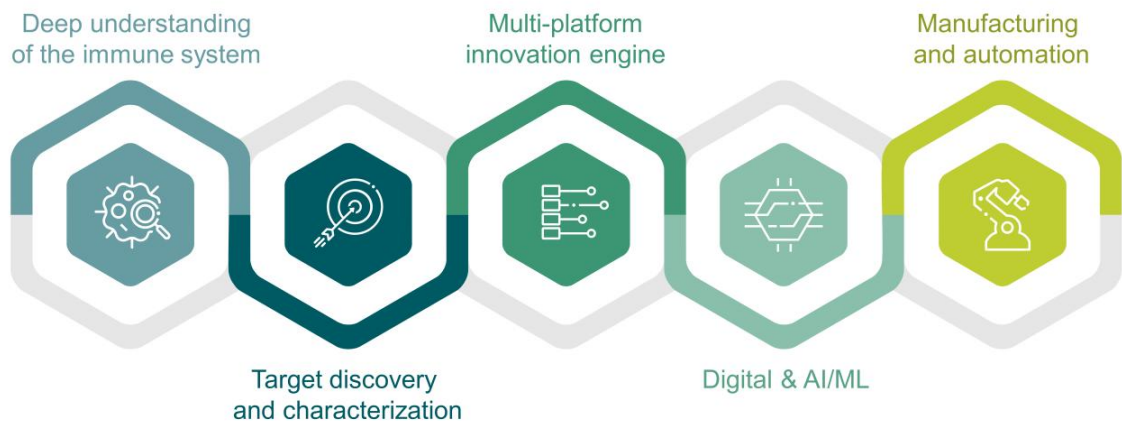 Deep understanding
of the immune system
Target discovery
and characterization
Multi-platform
innovation engine
Digital & AI/ML
Manufacturing
and automation